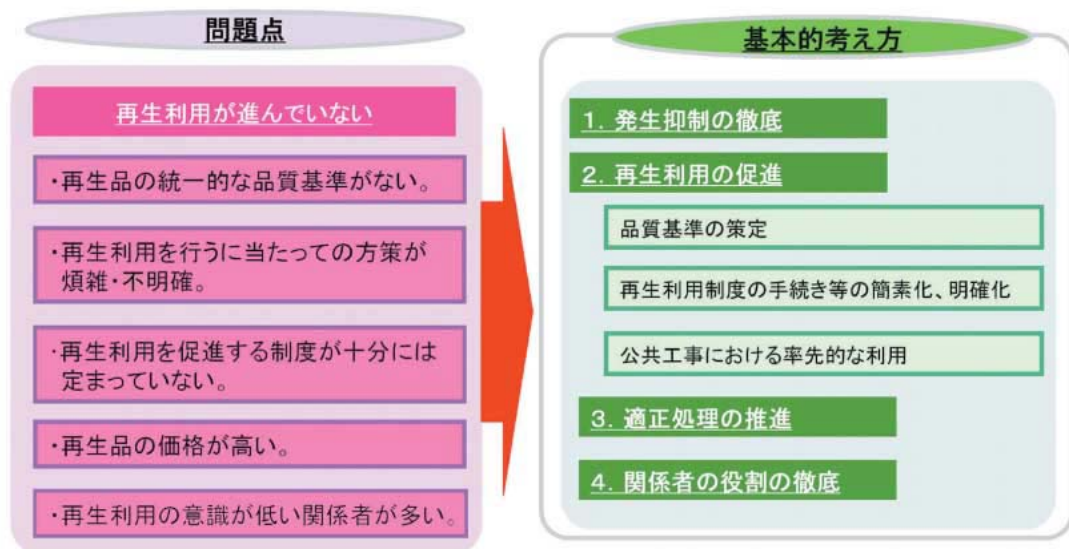 問題点
再生利用が進んでいない
・再生品の統一的な品質基準がない。
・再生利用を行うに当たっての方策が
煩雑・不明確。
・再生利用を促進する制度が十分には
定まっていない。
・再生品の価格が高い。
・再生利用の意識が低い関係者が多い。
基本的考え方
1. 発生抑制の徹底
2. 再生利用の促進
品質基準の策定
再生利用制度の手続き等の簡素化、明確化
公共工事における率先的な利用
3. 適正処理の推進
4. 関係者の役割の徹底